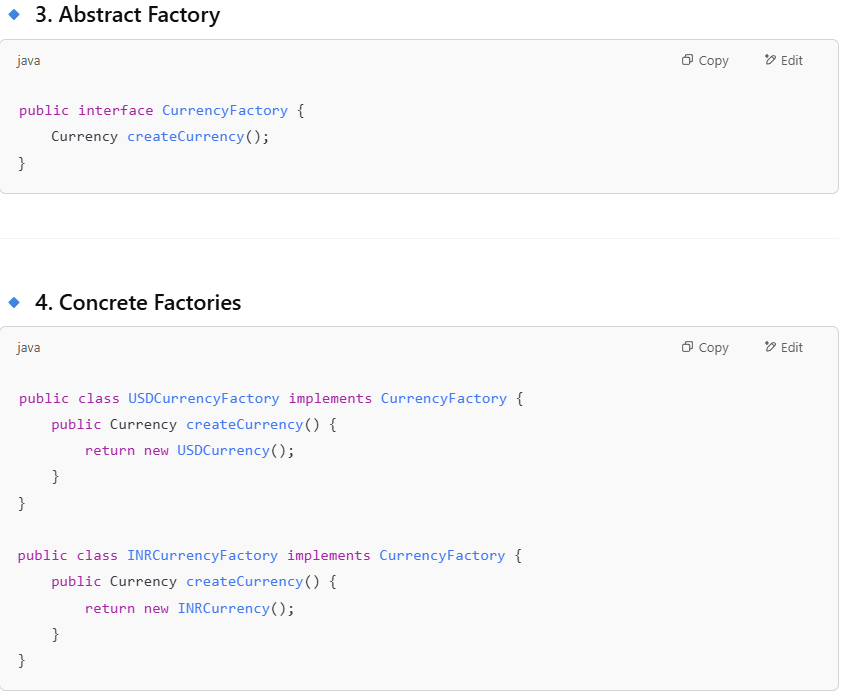 3. Abstract Factory
java
Copy
Edit
public interface CurrencyFactory {
    Currency createCurrency();
}
4. Concrete Factories
java
Copy
Edit
public class USDCurrencyFactory implements CurrencyFactory {
    public Currency createCurrency() {
        return new USDCurrency();
    }
}
public class INRCurrencyFactory implements CurrencyFactory {
    public Currency createCurrency() {
        return new INRCurrency();
    }
}